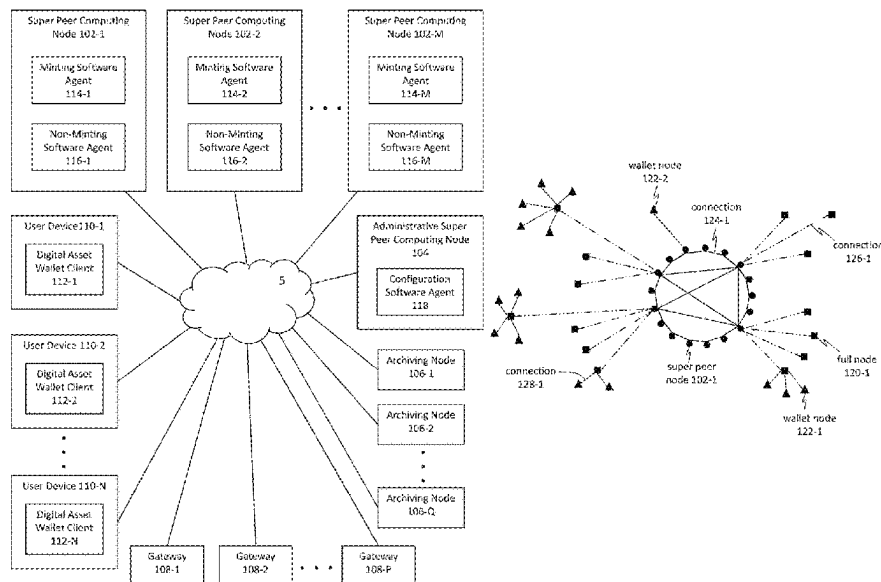 Super Peer Computing
Node 102-1
Minting Software
Agent
114-1
Non-Minting
Software Agent
116-1
Super Peer Computing
Node 102-2
Minting Software
Agent
114-2
Non-Minting
Software Agent
116-2
Super Peer Computing
Node 102-M
Minting Software
Agent
114-M
Non-Minting
Software Agent
116-M
User Device 110-1
Digital Asset
Wallet Client
112-1
5
Administrative Super
Peer Computing Node
104
Configuration
Software Agent
118
User Device 110-2
Digital Asset
Wallet Client
112-2
Archiving Node
106-1
Archiving Node
106-2
User Device 110-N
Digital Asset
Wallet Client
112-N
Archiving Node
106-Q
Gateway
108-1
Gateway
108-2
Gateway
108-P
wallet node
122-2
connection
124-1
connection
126-1
connection
128-1
super peer
node 102-1
full node
120-1
wallet node
122-1